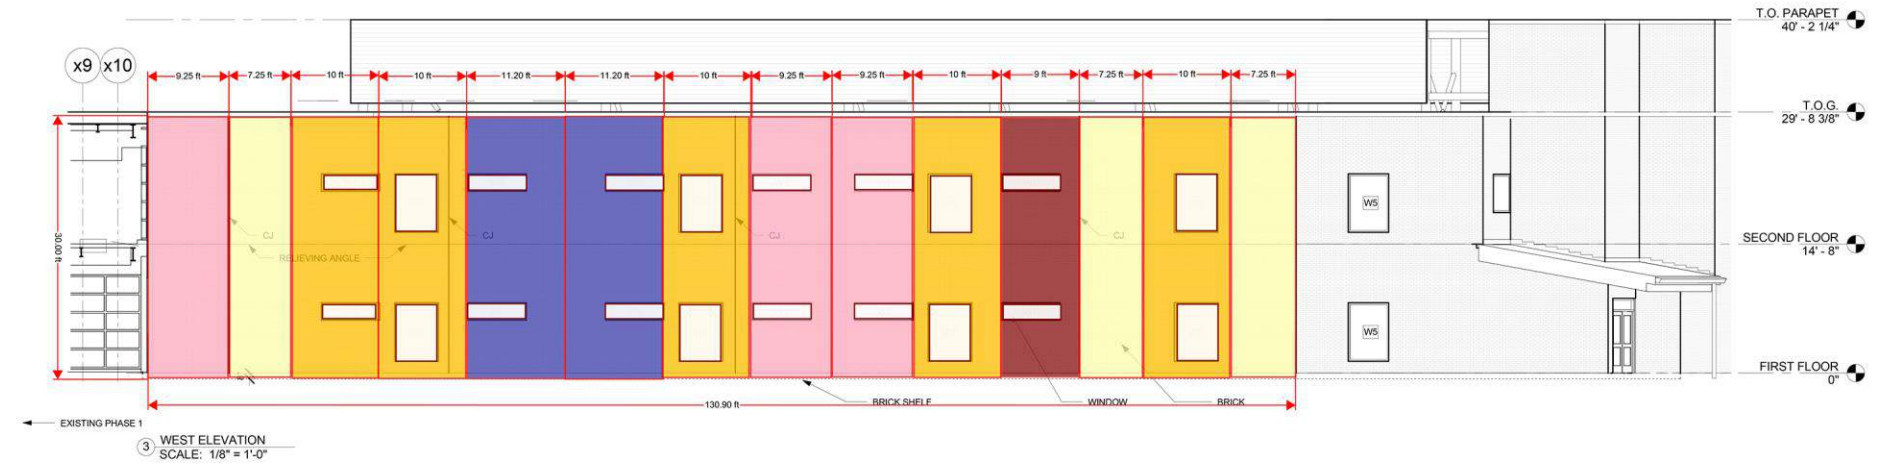 T.O. PARAPET
40' - 2 1/4"
x9 x10
9.25 ft 7.25 ft 10 ft 10 ft 11.20 ft 11.20 ft 10 ft 9.25 ft 9.25 ft 10 ft 9 ft 7.25 ft 10 ft 7.25 ft
T.O.G.
29' - 8 3/8"
W5
CJ CJ CJ CJ
SECOND FLOOR
14' - 8"
RELIEVING ANGLE
30.00 ft
W5
FIRST FLOOR
0"
130.90 ft
BRICK SHELF
WINDOW
BRICK
EXISTING PHASE 1
3 WEST ELEVATION
SCALE: 1/8" = 1'-0"